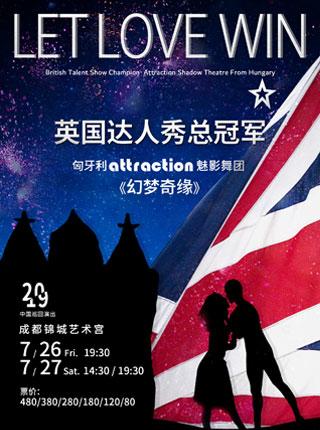 LET LOVE WIN
British Talent Show Champion Attraction Shadow Theatre From Hungary
英国达人秀总冠军
匈牙利attraction魅影舞团
《幻梦奇缘》
2019
中国巡回演出
成都锦城艺术宫
7/26 Fri. 19:30
7/27 Sat. 14:30 / 19:30
票价:
480/380/280/180/120/80